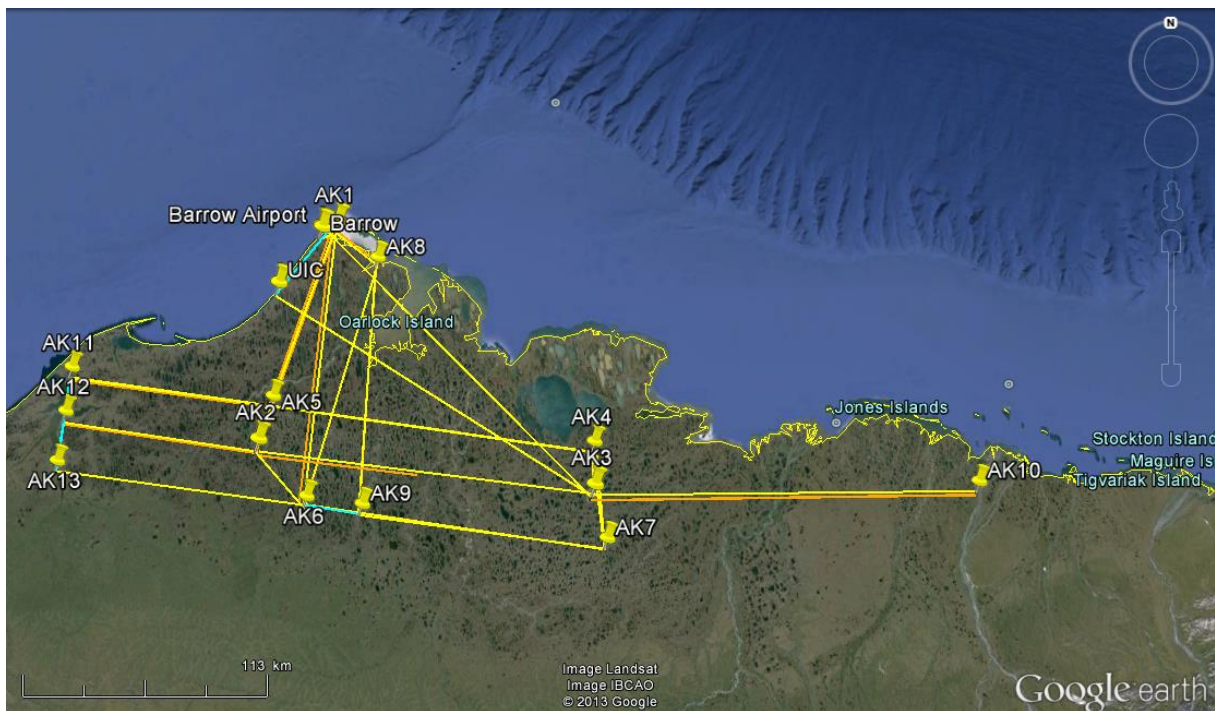 N
AK1
Barrow Airport
Barrow
AK8
UIC
Oarlock Island
AK11
AK12
AK5
AK2
AK4
Jones Islands
AK3
Stockton Island
Maguire Is
AK13
AK10
Tigvariak Island
AK9
AK6
AK7
113 km
Image Landsat
Image IBCAO
© 2013 Google
Google earth